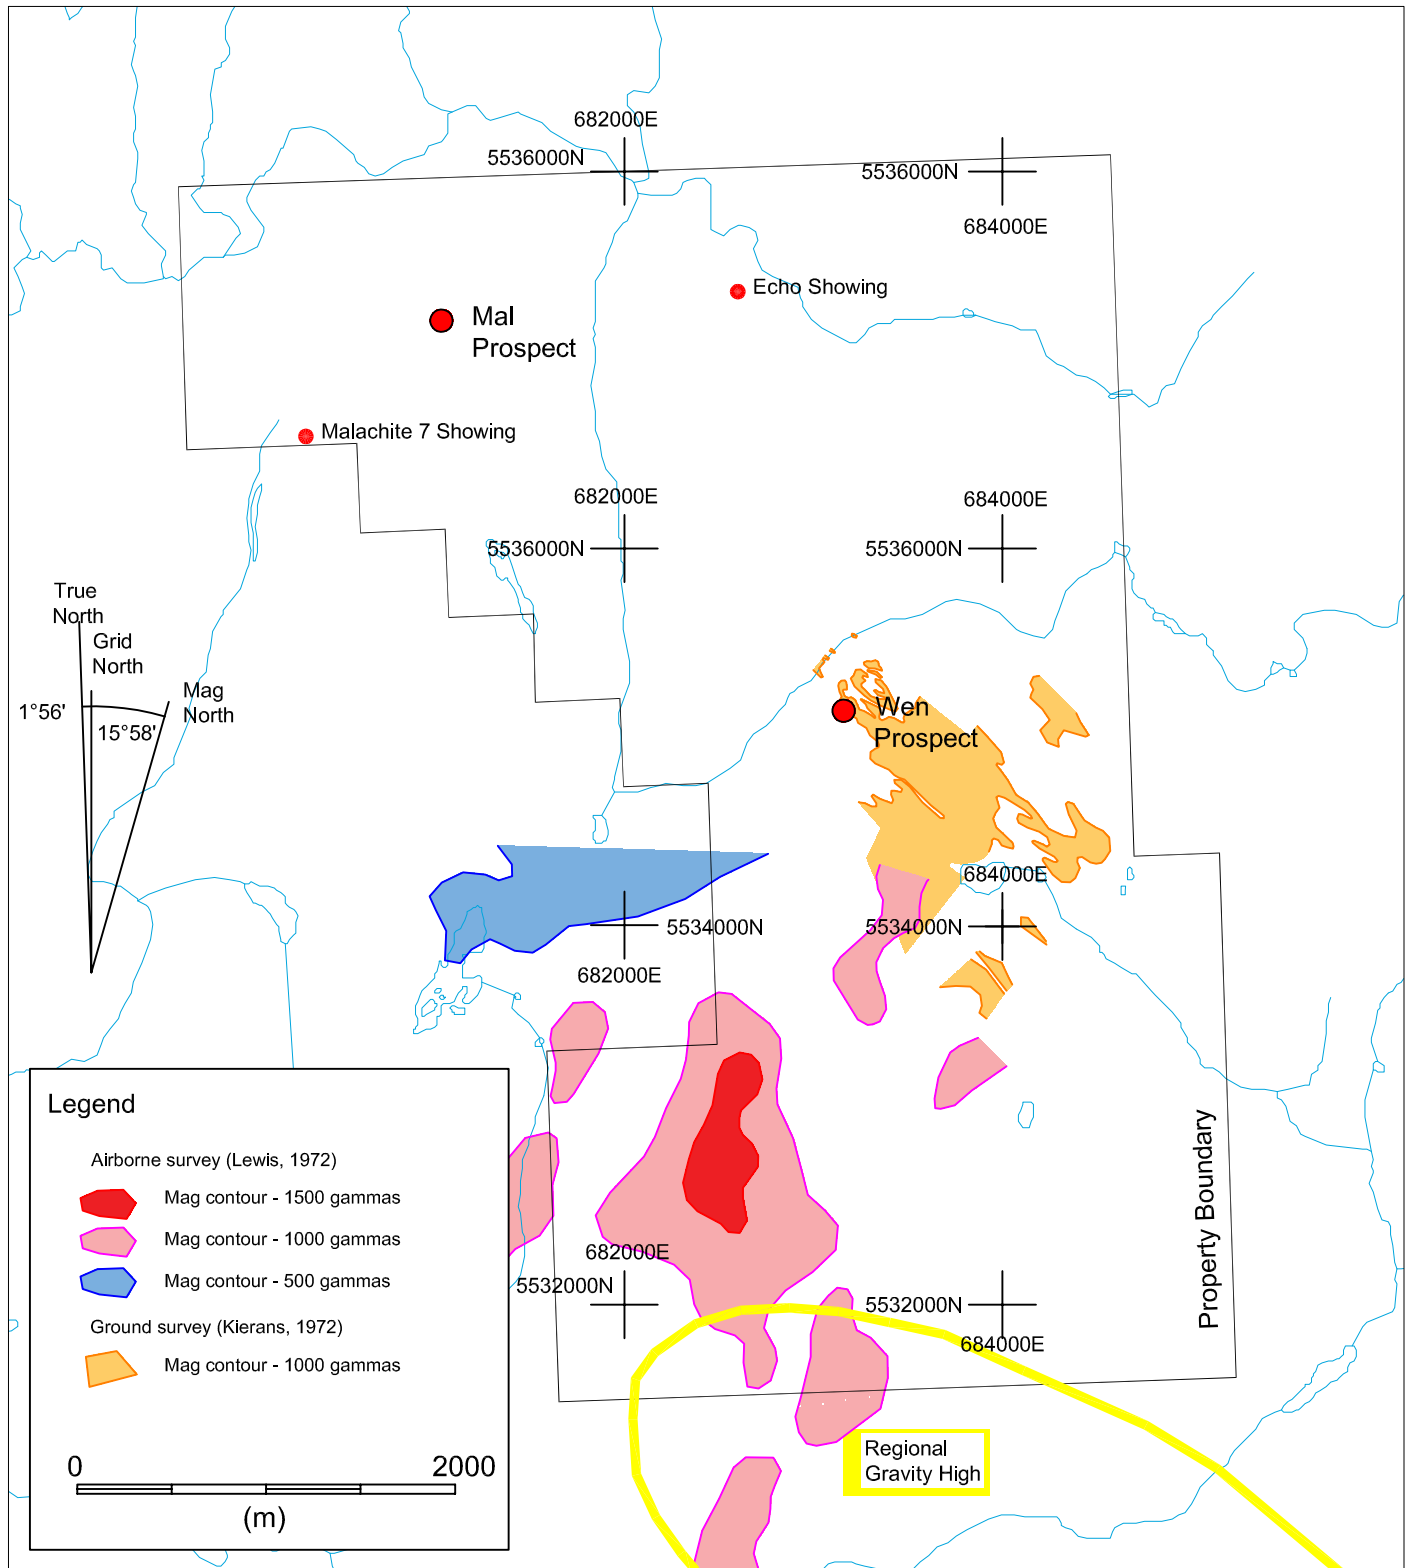 682000E
5536000N
5536000N
684000E
Echo Showing
Mal
Prospect
Malachite 7 Showing
682000E
684000E
5536000N
5536000N
True
North
Grid
North
Mag
North
1°56'
15°58'
Wen
Prospect
684000E
5534000N
5534000N
682000E
Legend
Airborne survey (Lewis, 1972)
Mag contour - 1500 gammas
Mag contour - 1000 gammas
Mag contour - 500 gammas
Ground survey (Kierans, 1972)
Mag contour - 1000 gammas
0 2000
(m)
682000E
5532000N
5532000N
684000E
Property Boundary
Regional
Gravity High